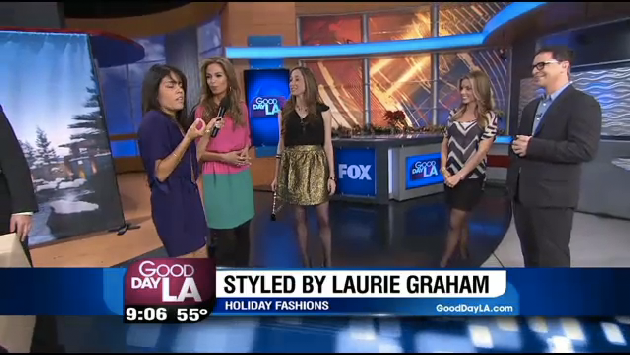 GOOD
DAY
LA
FOX
GOOD
DAY LA
GOOD
DAY LA
STYLED BY LAURIE GRAHAM
HOLIDAY FASHIONS
GoodDayLA.com
9:06 55°